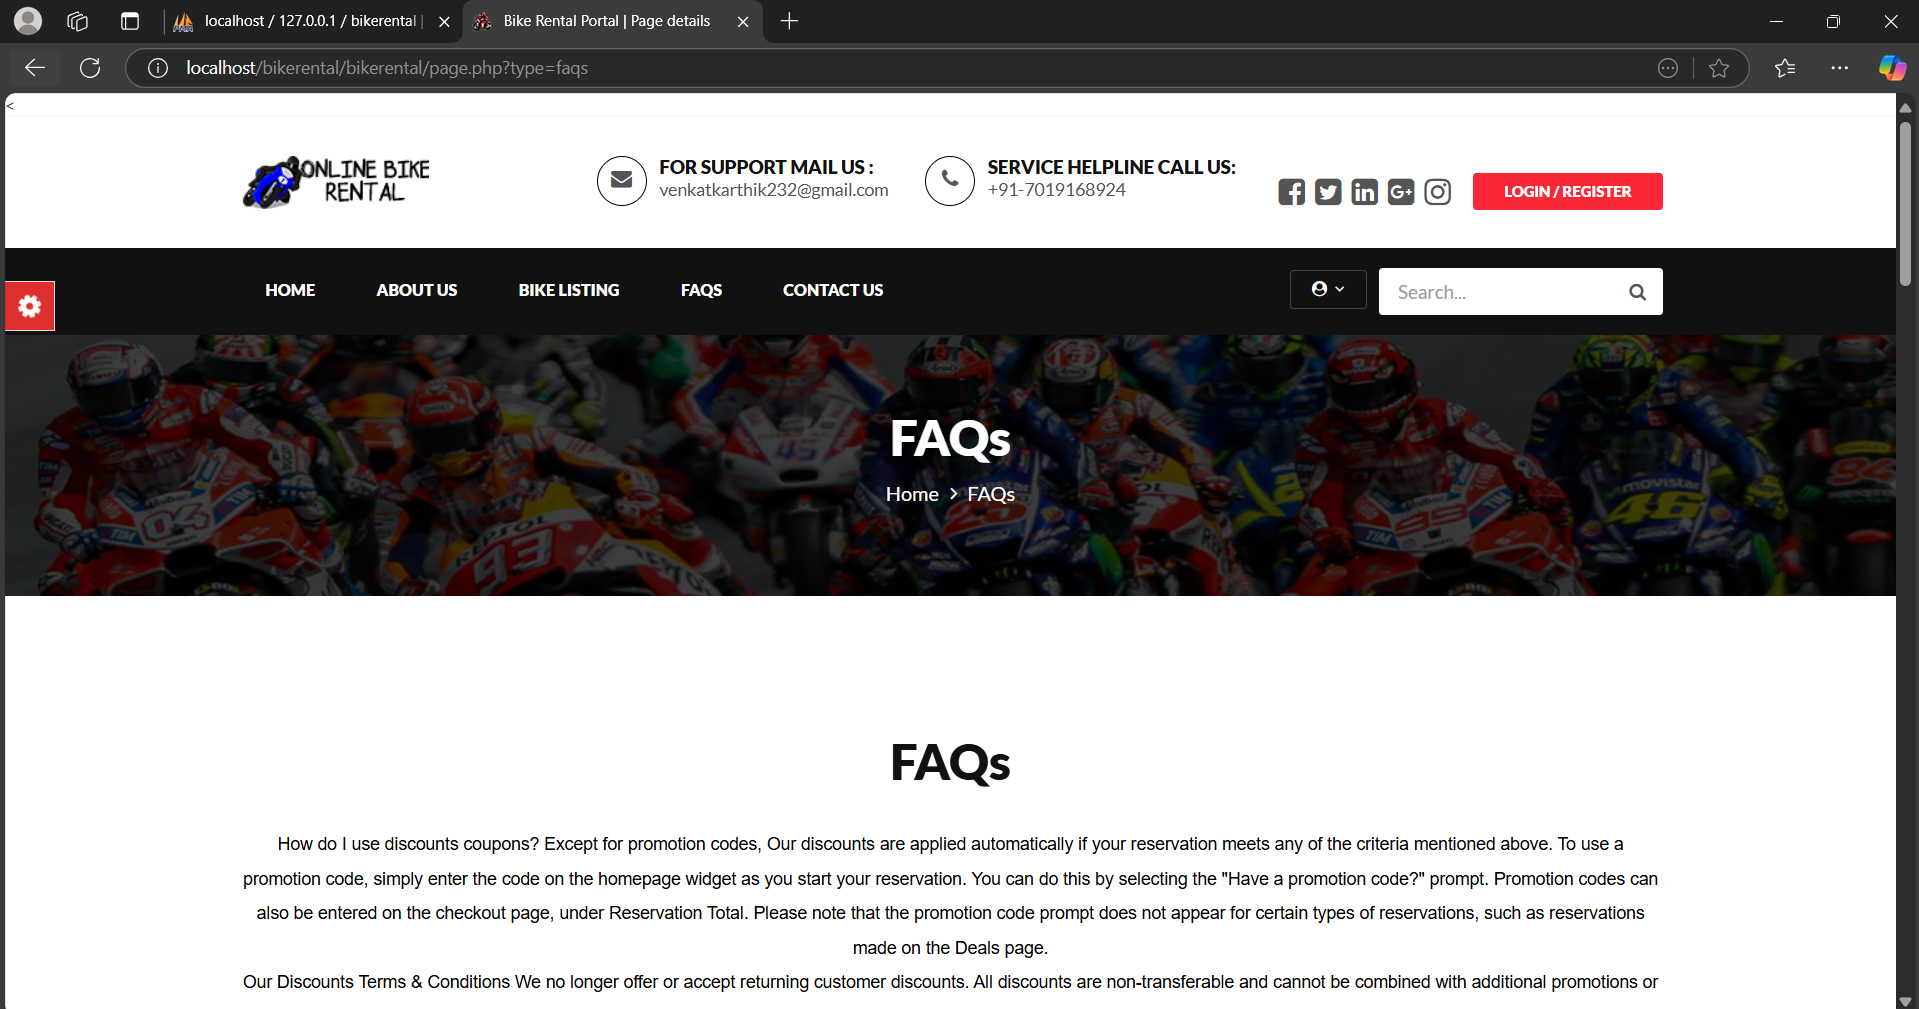 localhost / 127.0.0.1 / bikerental |
Bike Rental Portal | Page details
localhost/bikerental/bikerental/page.php?type=faqs
<
ONLINE BIKE
RENTAL
FOR SUPPORT MAIL US :
venkatkarthik232@gmail.com
SERVICE HELPLINE CALL US:
+91-7019168924
LOGIN / REGISTER
HOME
ABOUT US
BIKE LISTING
FAQS
CONTACT US
Search...
FAQs
Home > FAQs
04
93
45
TIM
REPSOL
movistar
46
FAQs
How do I use discounts coupons? Except for promotion codes, Our discounts are applied automatically if your reservation meets any of the criteria mentioned above. To use a
promotion code, simply enter the code on the homepage widget as you start your reservation. You can do this by selecting the "Have a promotion code?" prompt. Promotion codes can
also be entered on the checkout page, under Reservation Total. Please note that the promotion code prompt does not appear for certain types of reservations, such as reservations
made on the Deals page.
Our Discounts Terms & Conditions We no longer offer or accept returning customer discounts. All discounts are non-transferable and cannot be combined with additional promotions or